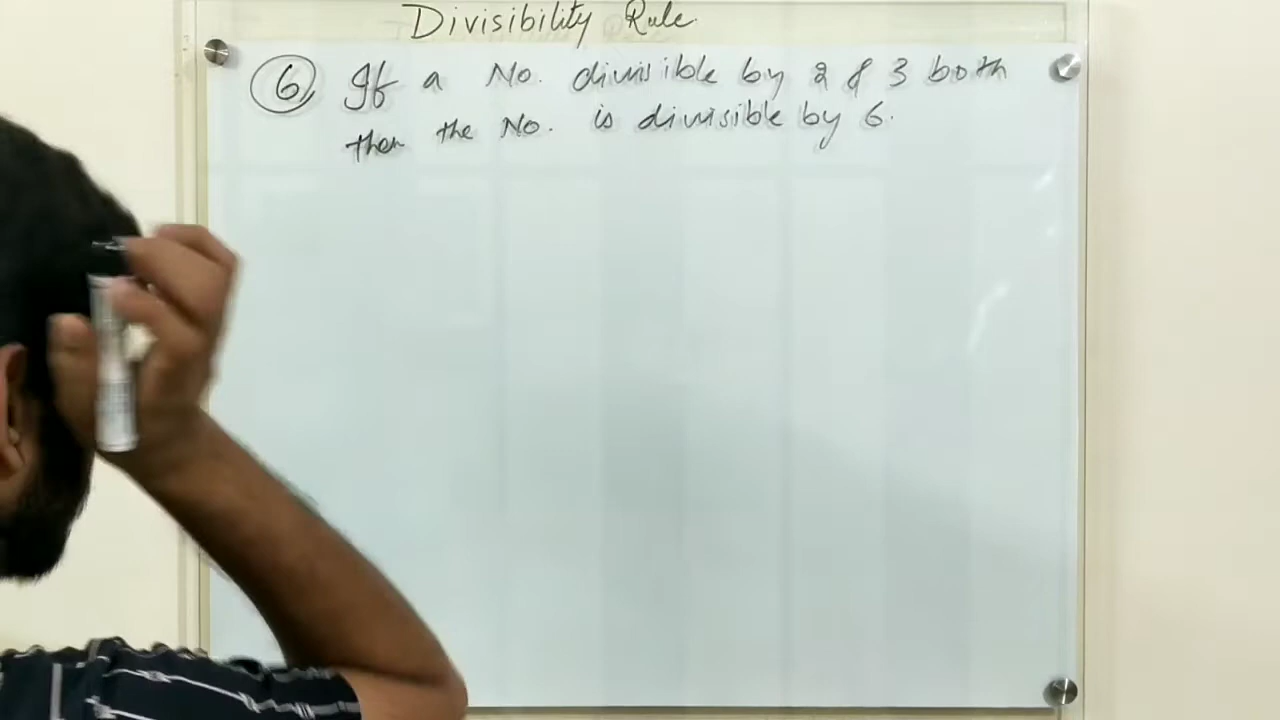 Divisibility Rule
6 If a No. divisible by 2 & 3 both
then the No. is divisible by 6.